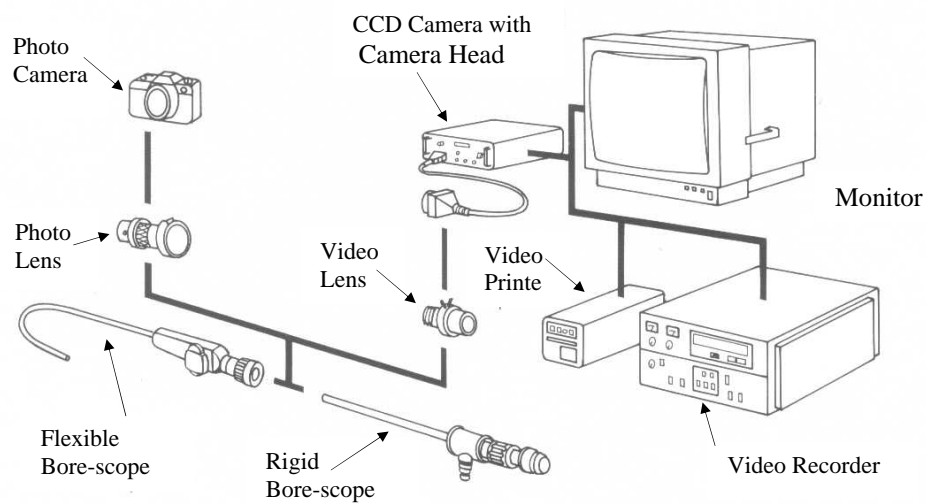 Photo
Camera
CCD Camera with
Camera Head
Monitor
Photo
Lens
Video
Lens
Video
Printe
Flexible
Bore-scope
Rigid
Bore-scope
Video Recorder